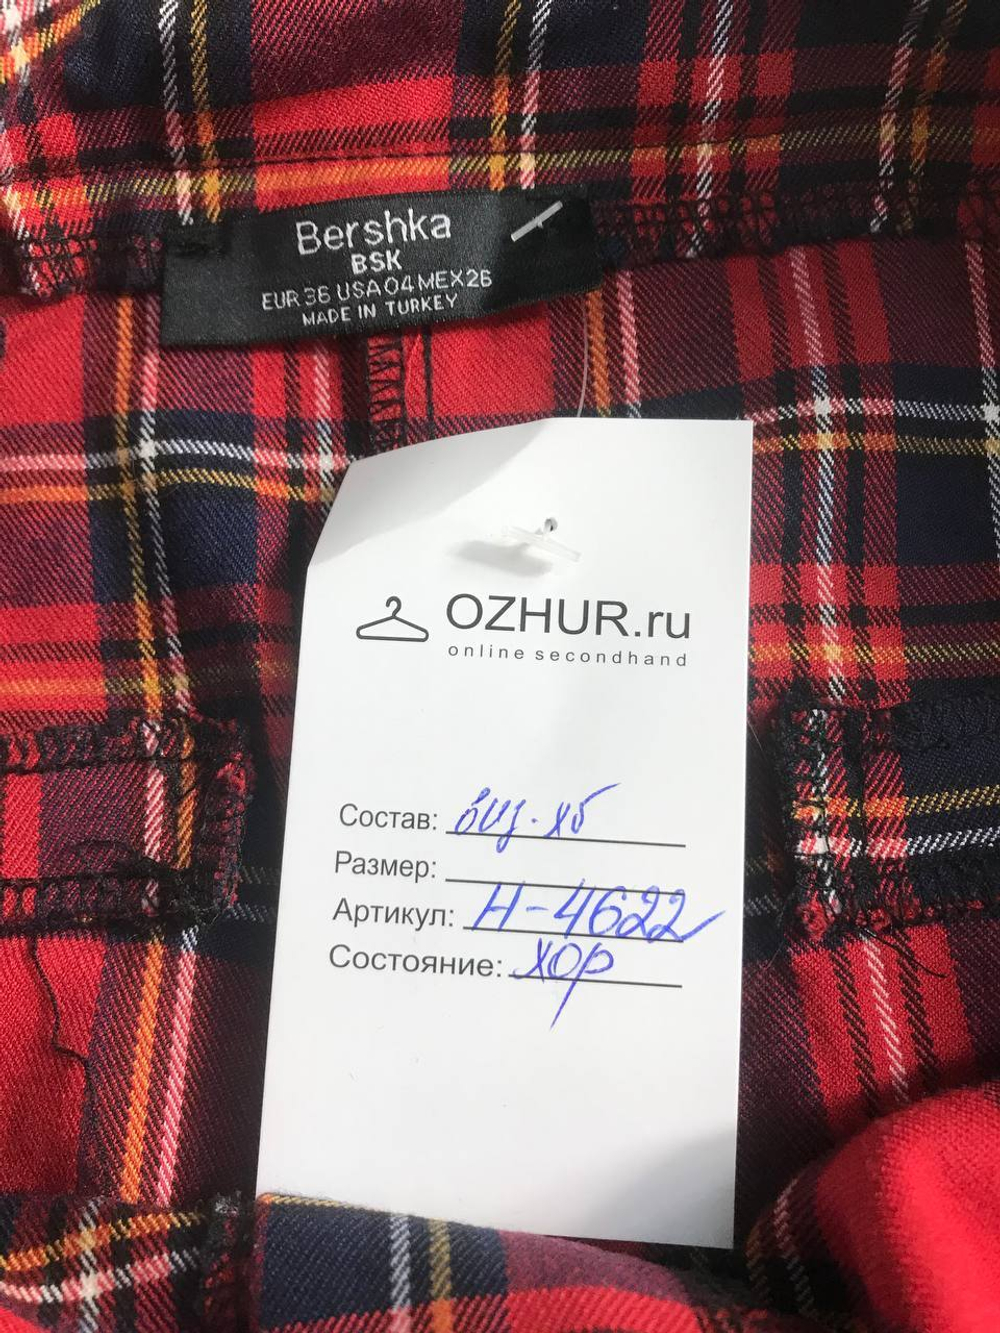 Bershka
BSK
EUR 36 USA 04 MEX 26
MADE IN TURKEY
OZHUR.ru
online secondhand
Состав: виз. хб
Размер:
Артикул: Н-4622
Состояние: хор